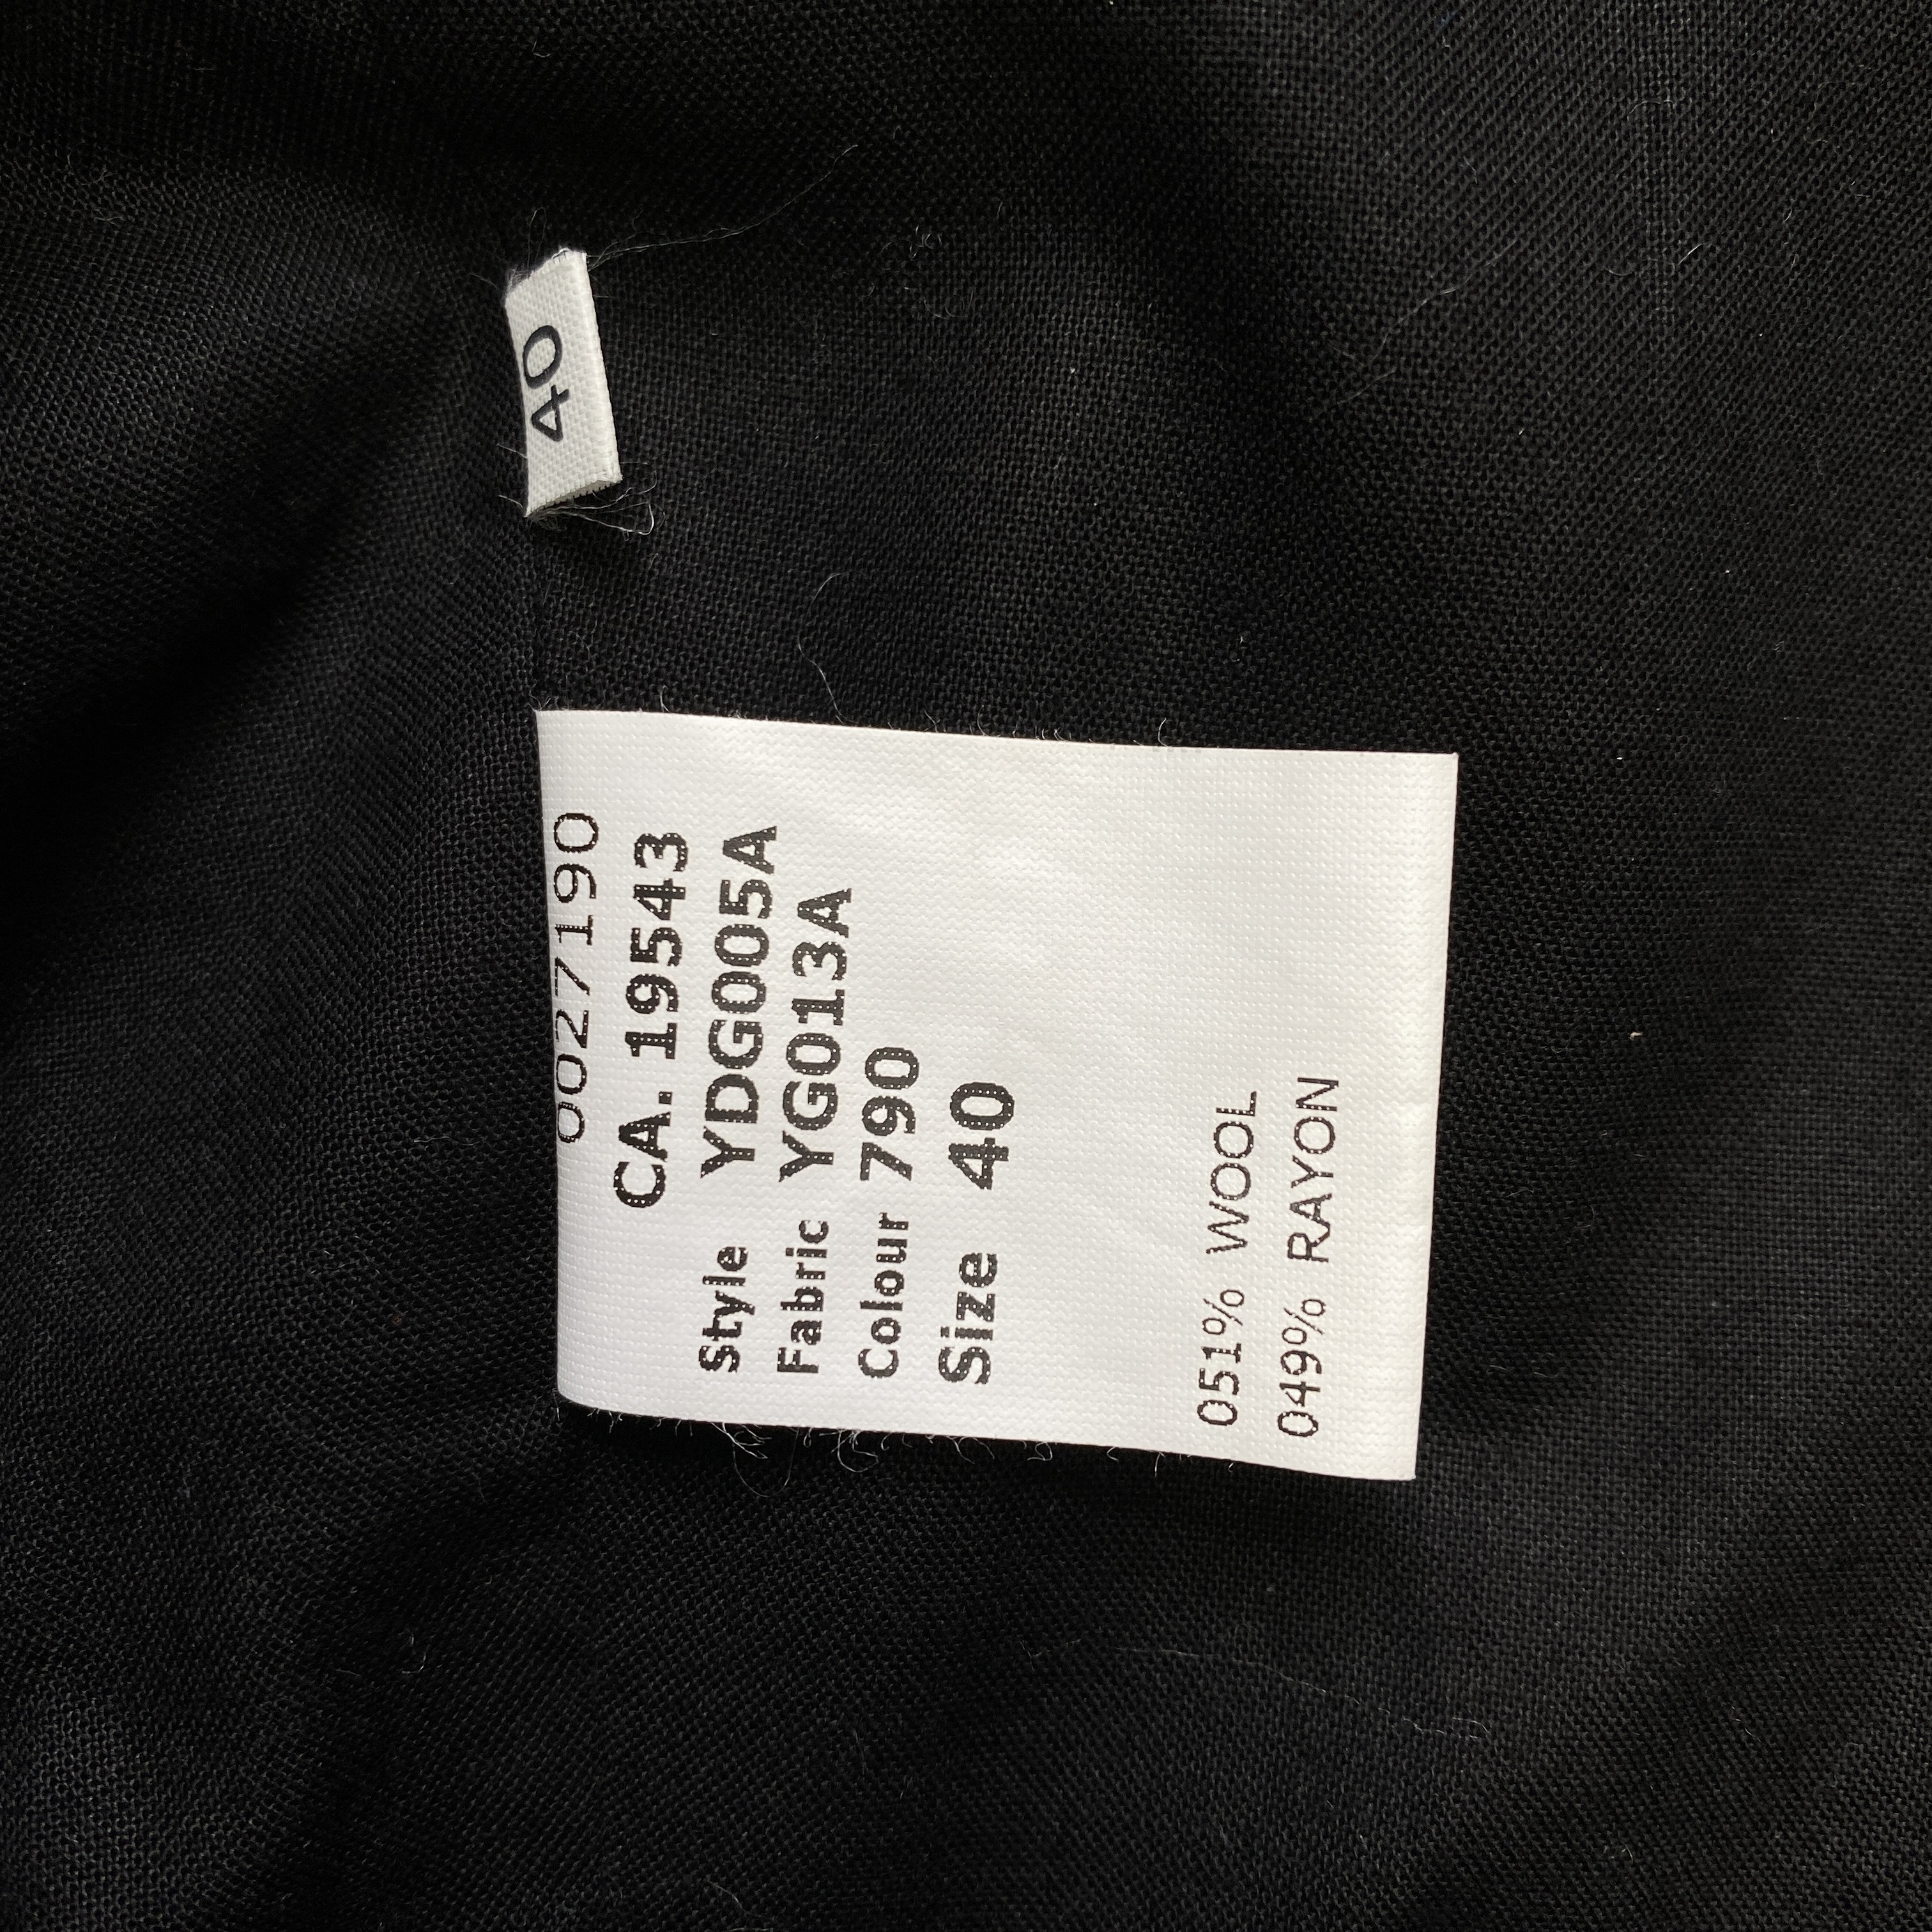 40
0027190
CA. 19543
Style YDG005A
Fabric YG013A
Colour 790
Size 40
051% WOOL
049% RAYON